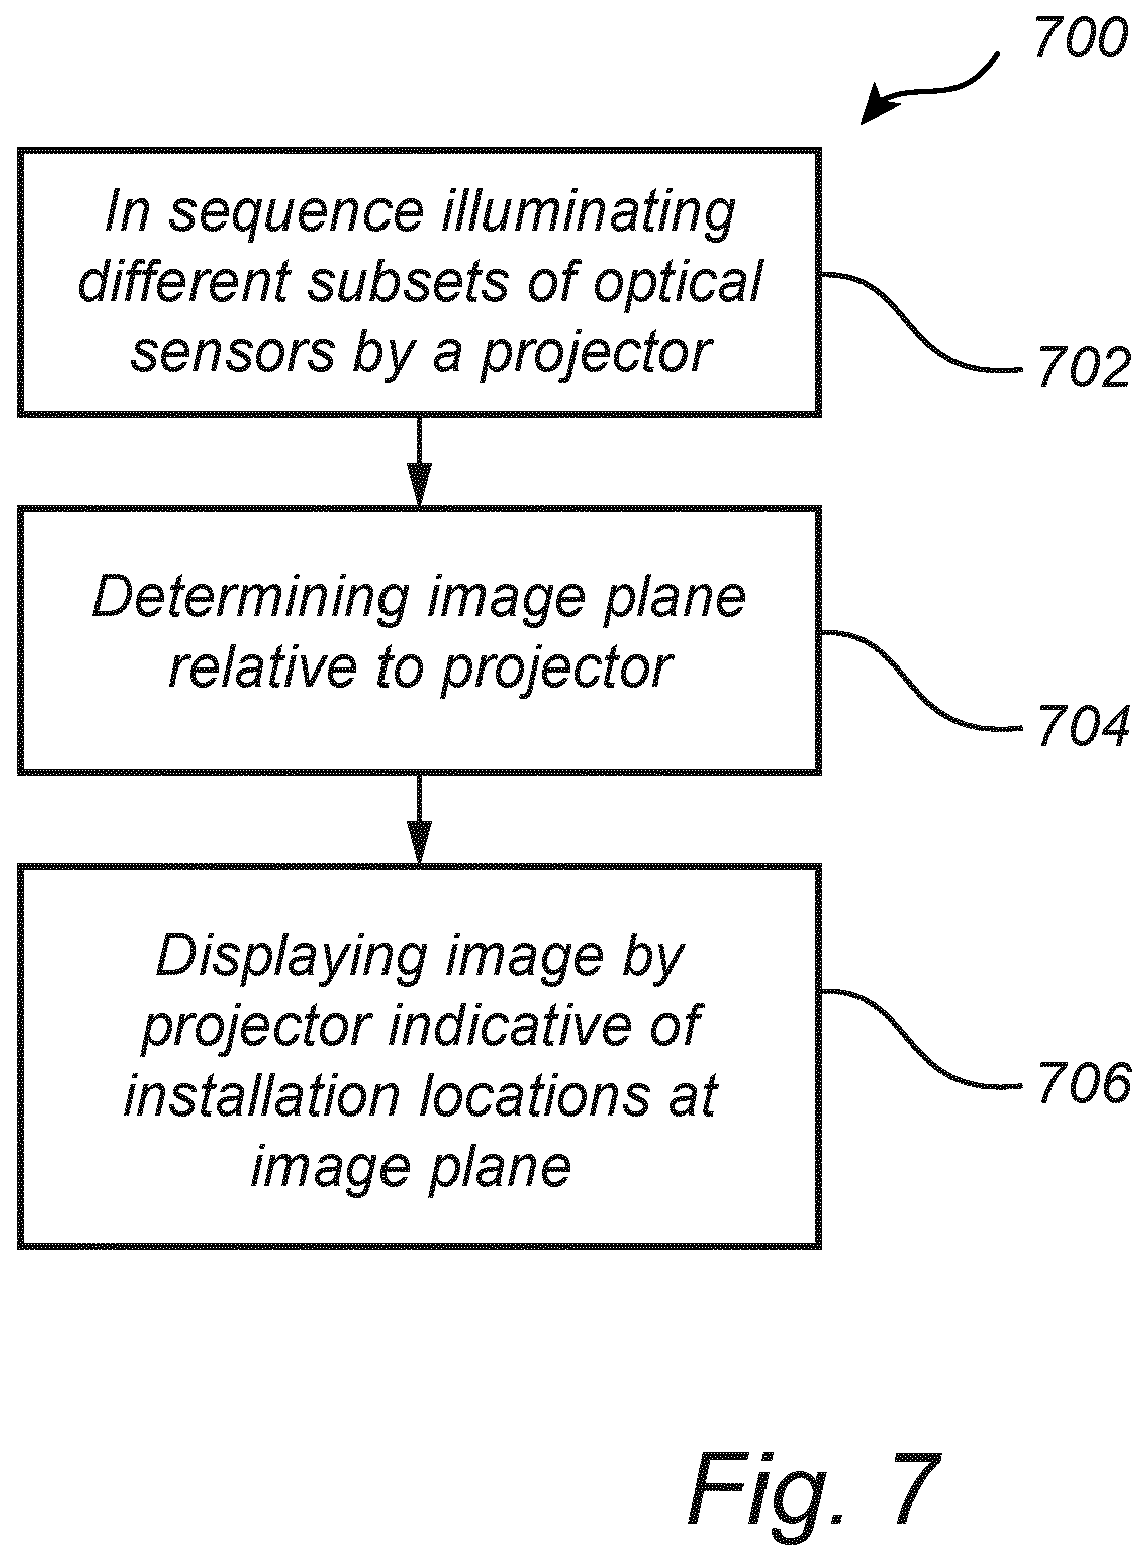 700
In sequence illuminating
different subsets of optical
sensors by a projector
702
Determining image plane
relative to projector
704
Displaying image by
projector indicative of
installation locations at
image plane
706
Fig. 7